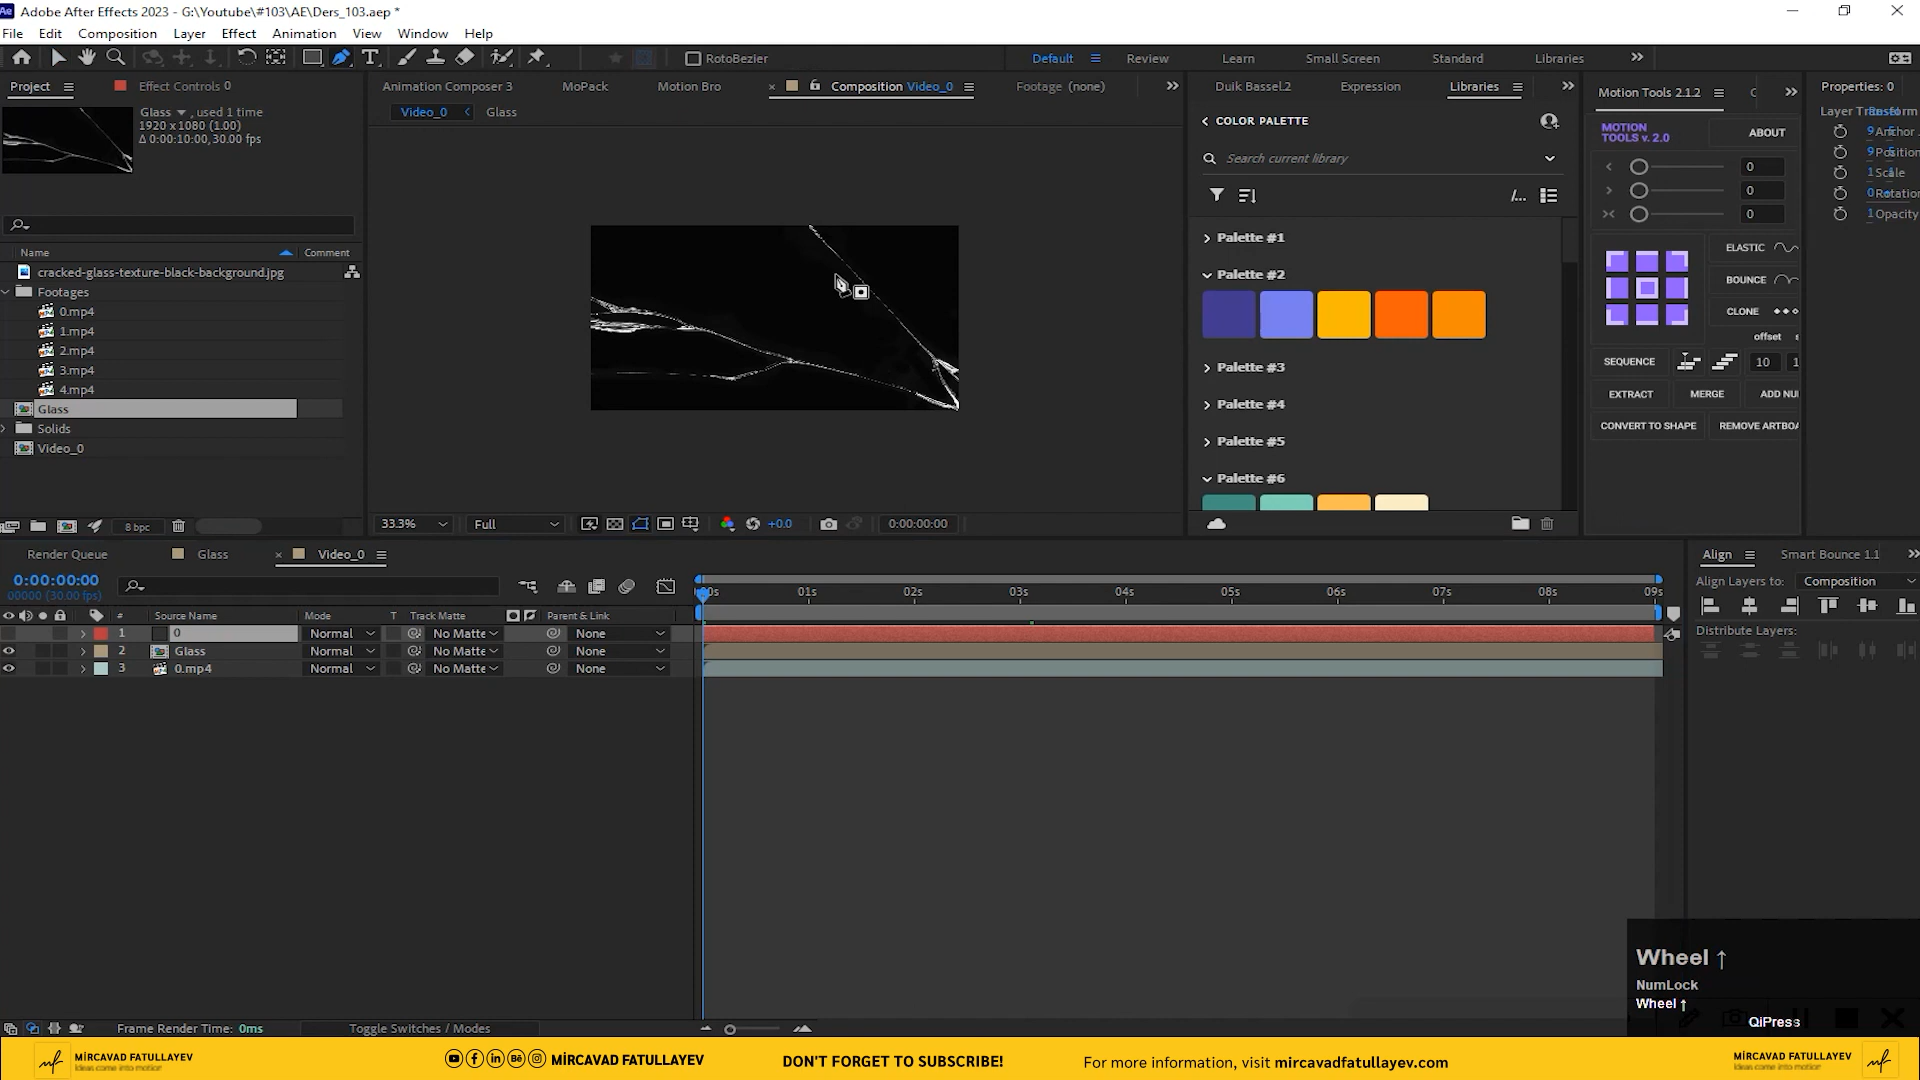 Adobe After Effects 2023 - G:\Youtube\#103\AE\Ders_103.aep *
File Edit Composition Layer Effect Animation View Window Help
RotoBezier Default Review Learn Small Screen Standard Libraries
Project Effect Controls 0
Glass , used 1 time
1920 x 1080 (1.00)
Δ 0:00:10:00, 30.00 fps)
Name Comment
cracked-glass-texture-black-background.jpg
Footages
0.mp4
1.mp4
2.mp4
3.mp4
4.mp4
Glass
Solids
Video_0
8 bpc
Animation Composer 3 MoPack Motion Bro Composition Video_0 Footage (none)
Video_0 Glass
33.3% Full +0.0 0:00:00:00
Duik Bassel.2 Expression Libraries
COLOR PALETTE
Search current library
Palette #1
Palette #2
Palette #3
Palette #4
Palette #5
Palette #6
Motion Tools 2.1.2
MOTION
TOOLS v. 2.0
ABOUT
0
0
0
ELASTIC
BOUNCE
CLONE
offset
SEQUENCE 10 1
EXTRACT MERGE ADD NU
CONVERT TO SHAPE REMOVE ARTBO
Properties: 0
Scale
Opacity
Render Queue Glass Video_0
0:00:00:00
00000 (30.00 fps)
# Source Name Mode T Track Matte Parent & Link
1 0 Normal No Matte None
2 Glass Normal No Matte None
3 0.mp4 Normal No Matte None
01s 02s 03s 04s 05s 06s 07s 08s 09s
Frame Render Time: 0ms Toggle Switches / Modes
Align Smart Bounce 1.1
Align Layers to: Composition
Distribute Layers:
Wheel ↑
NumLock
Wheel ↑
QiPress
MİRCAVAD FATULLAYEV
Ideas come into motion
MİRCAVAD FATULLAYEV
DON'T FORGET TO SUBSCRIBE!
For more information, visit mircavadfatullayev.com
MİRCAVAD FATULLAYEV
Ideas come into motion